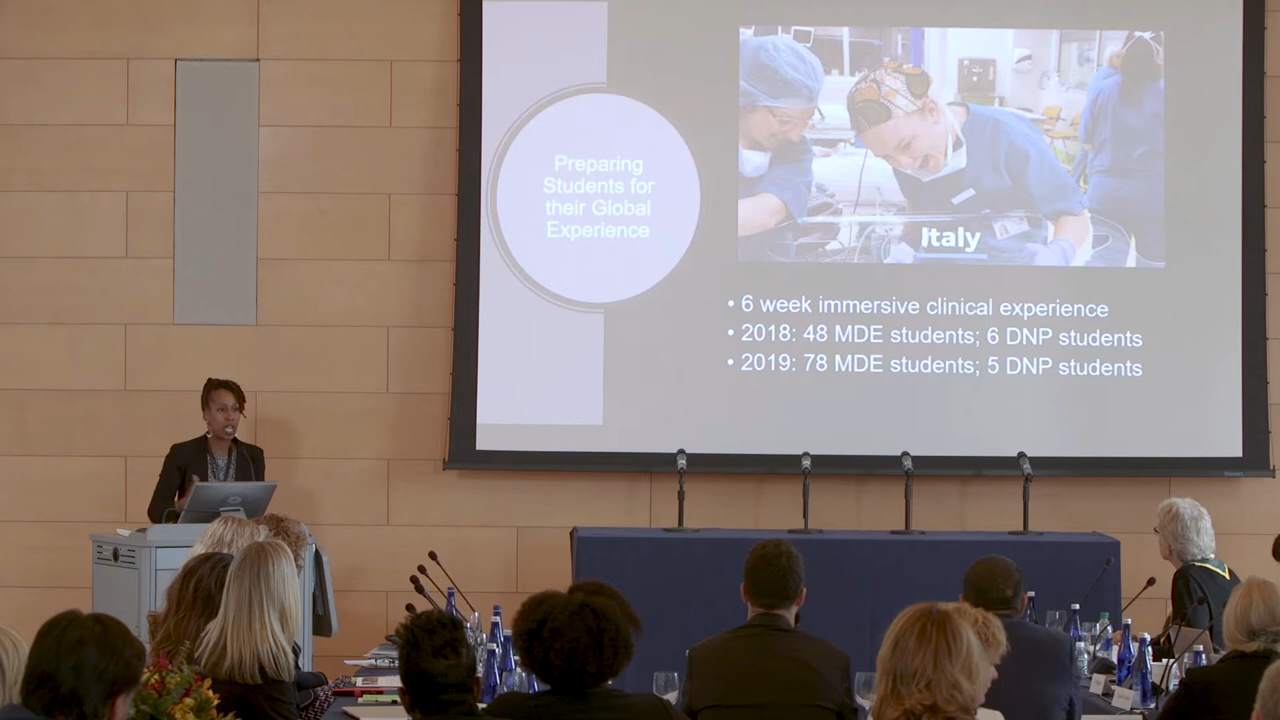 Preparing
Students for
their Global
Experience
Italy
• 6 week immersive clinical experience
• 2018: 48 MDE students; 6 DNP students
• 2019: 78 MDE students; 5 DNP students